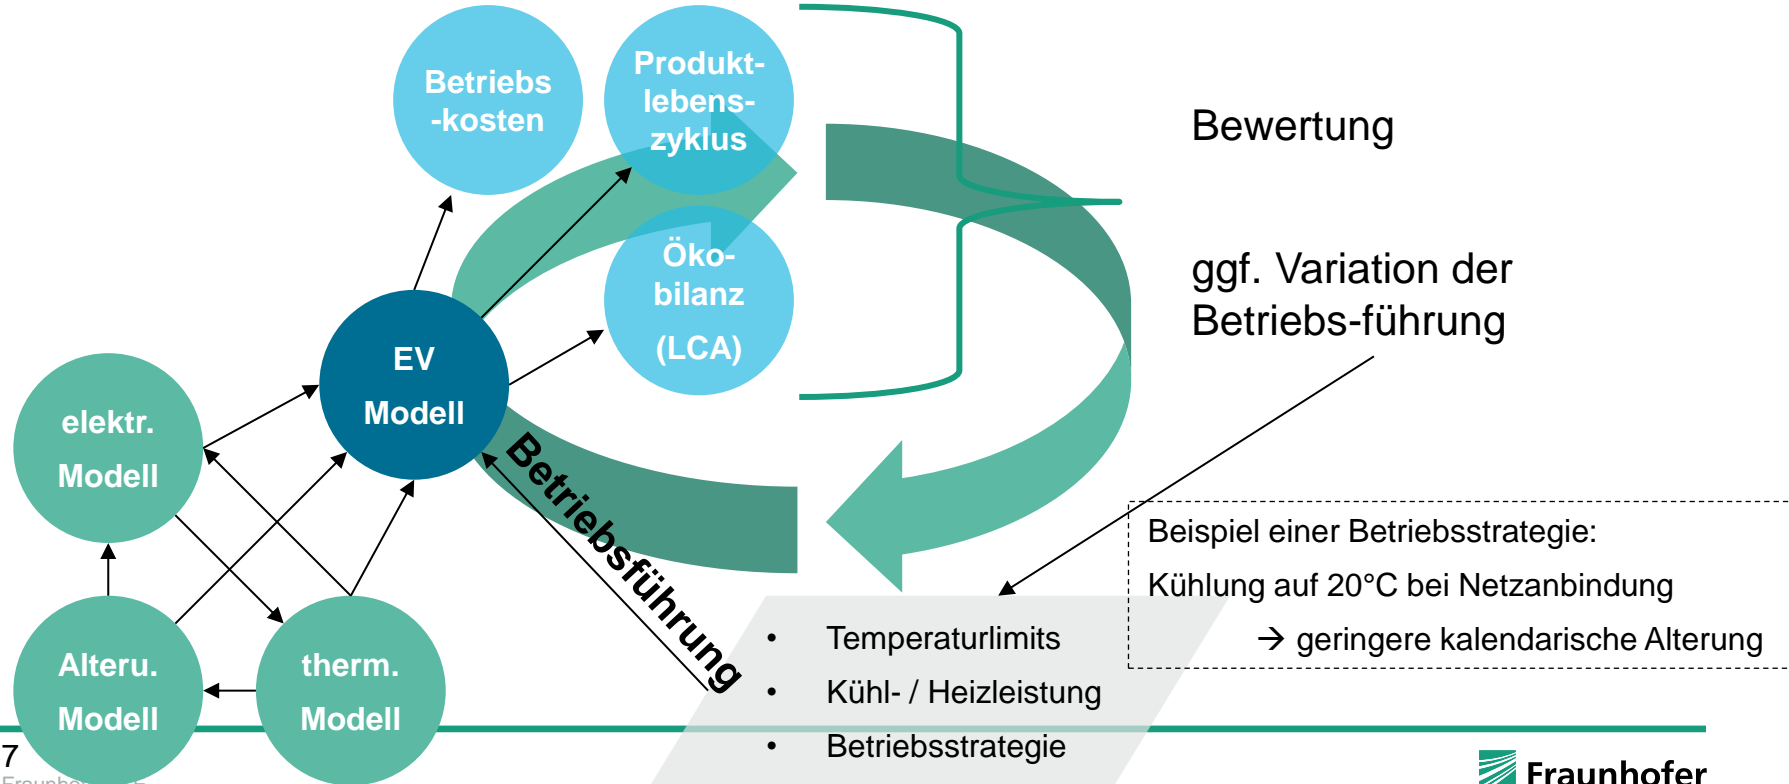 Betriebs
-kosten
Produkt-
lebens-
zyklus
Öko-
bilanz
(LCA)
EV
Modell
elektr.
Modell
Alteru.
Modell
therm.
Modell
Betriebsführung
Bewertung
ggf. Variation der
Betriebs-führung
Beispiel einer Betriebsstrategie:
Kühlung auf 20°C bei Netzanbindung
→ geringere kalendarische Alterung
• Temperaturlimits
• Kühl- / Heizleistung
• Betriebsstrategie
7
Fraunhofer